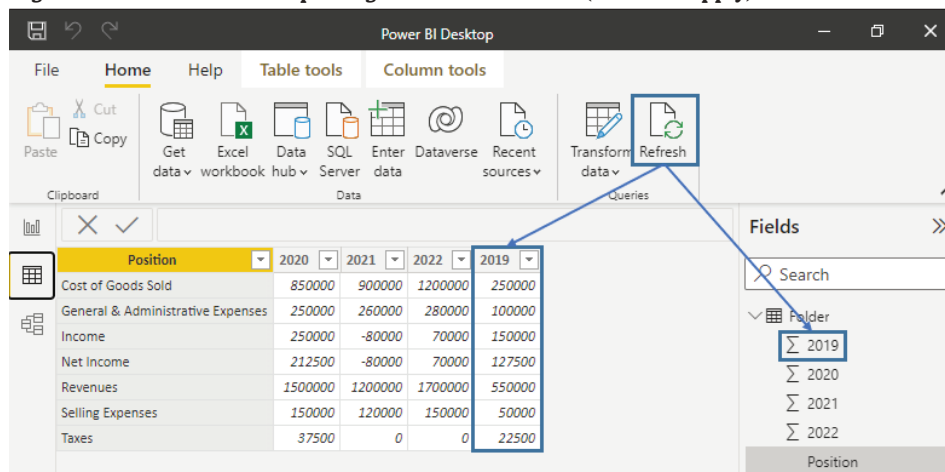 Power BI Desktop
File Home Help Table tools Column tools
Paste
Cut
Copy
Get data
Excel workbook
Data hub
SQL Server
Enter data
Dataverse
Recent sources
Transform data
Refresh
Clipboard
Data
Queries
Position 2020 2021 2022 2019
Cost of Goods Sold 850000 900000 1200000 250000
General & Administrative Expenses 250000 260000 280000 100000
Income 250000 -80000 70000 150000
Net Income 212500 -80000 70000 127500
Revenues 1500000 1200000 1700000 550000
Selling Expenses 150000 120000 150000 50000
Taxes 37500 0 0 22500
Fields
Search
Folder
2019
2020
2021
2022
Position